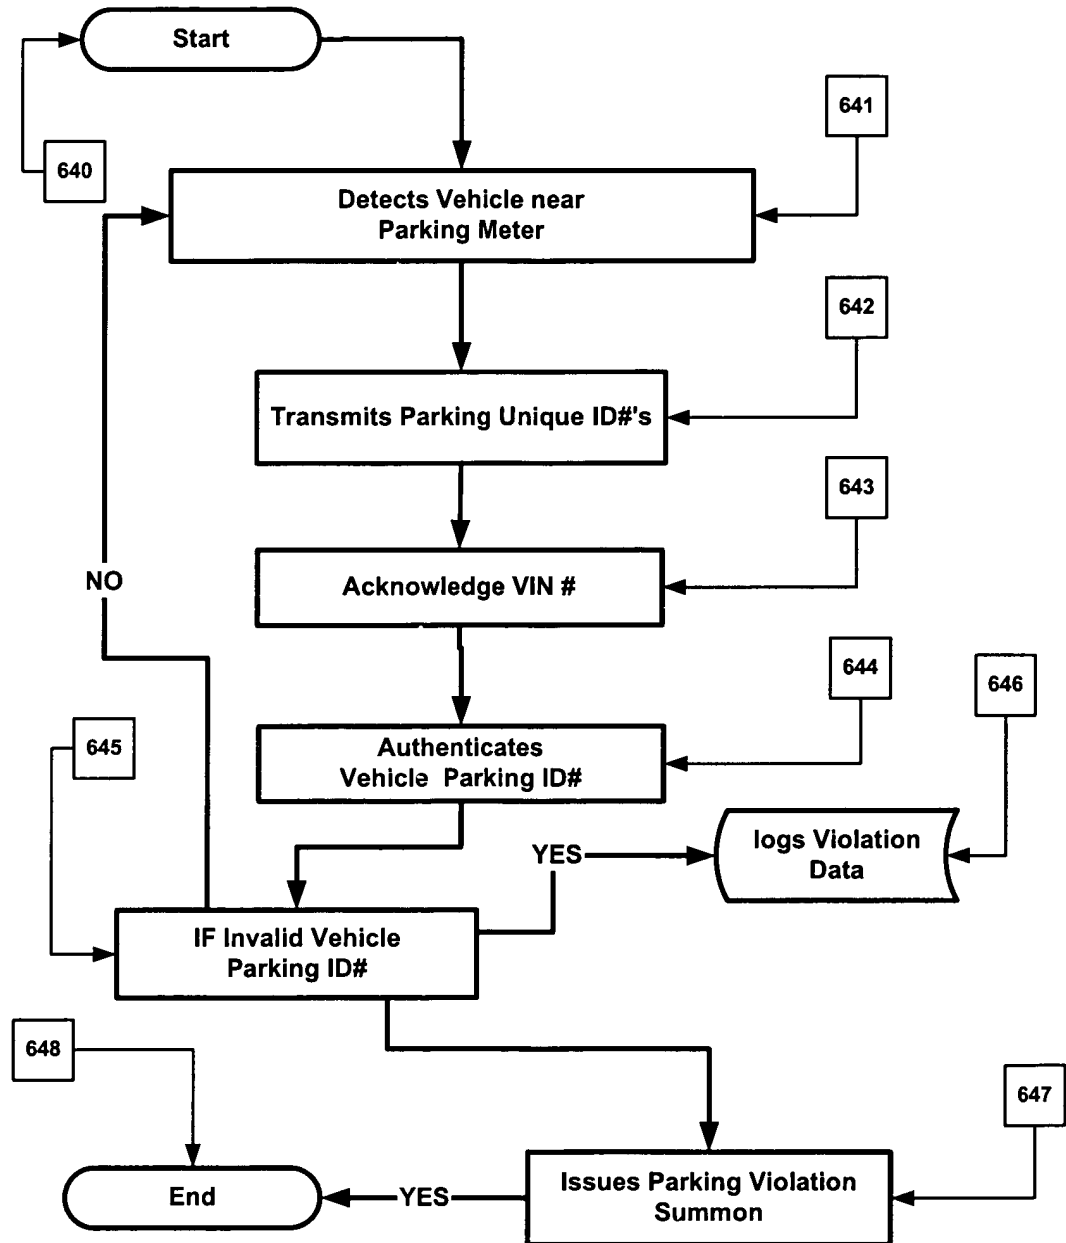 Start
640
641
Detects Vehicle near
Parking Meter
642
Transmits Parking Unique ID#'s
643
Acknowledge VIN #
NO
644
646
645
Authenticates
Vehicle Parking ID#
YES
logs Violation
Data
IF Invalid Vehicle
Parking ID#
648
647
End
YES
Issues Parking Violation
Summon